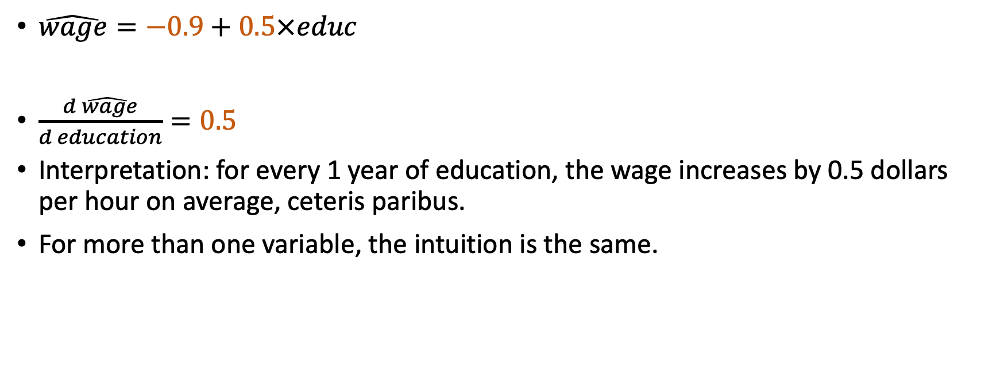 • $\widehat{wage} = -0.9 + 0.5 \times educ$
• $\frac{d\ \widehat{wage}}{d\ education} = 0.5$
• Interpretation: for every 1 year of education, the wage increases by 0.5 dollars
per hour on average, ceteris paribus.
• For more than one variable, the intuition is the same.